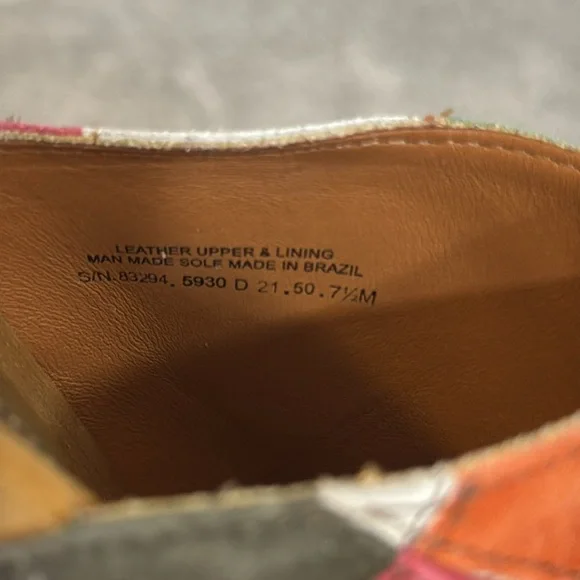 LEATHER UPPER & LINING
MAN MADE SOLE MADE IN BRAZIL
S/N.83294. 5930 D 21.50.7½M